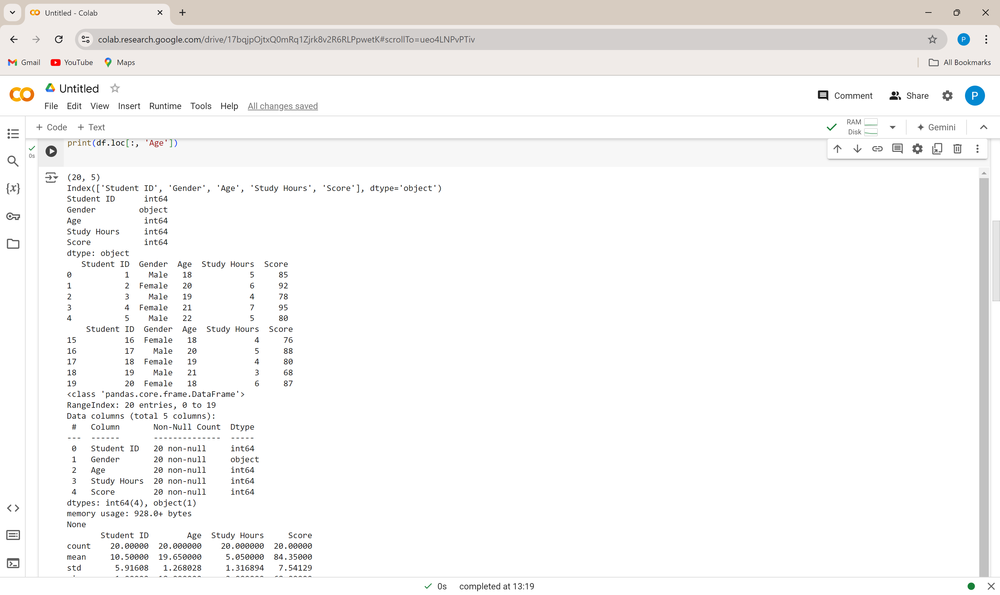 Untitled - Colab
colab.research.google.com/drive/17bqjpOjtxQ0mRq1Zjrk8v2R6RLPpwetK#scrollTo=ueo4LNPvPTiv
P
Gmail YouTube Maps All Bookmarks
Untitled
Comment Share P
File Edit View Insert Runtime Tools Help All changes saved
+ Code + Text RAM Disk Gemini
print(df.loc[:, 'Age'])
0s
(20, 5)
Index(['Student ID', 'Gender', 'Age', 'Study Hours', 'Score'], dtype='object')
Student ID int64
Gender object
Age int64
Study Hours int64
Score int64
dtype: object
Student ID Gender Age Study Hours Score
0 1 Male 18 5 85
1 2 Female 20 6 92
2 3 Male 19 4 78
3 4 Female 21 7 95
4 5 Male 22 5 80
Student ID Gender Age Study Hours Score
15 16 Female 18 4 76
16 17 Male 20 5 88
17 18 Female 19 4 80
18 19 Male 21 3 68
19 20 Female 18 6 87
<class 'pandas.core.frame.DataFrame'>
RangeIndex: 20 entries, 0 to 19
Data columns (total 5 columns):
# Column Non-Null Count Dtype
--- ------ -------------- -----
0 Student ID 20 non-null int64
1 Gender 20 non-null object
2 Age 20 non-null int64
3 Study Hours 20 non-null int64
4 Score 20 non-null int64
dtypes: int64(4), object(1)
memory usage: 928.0+ bytes
None
Student ID Age Study Hours Score
count 20.00000 20.000000 20.000000 20.00000
mean 10.50000 19.650000 5.050000 84.35000
std 5.91608 1.268028 1.316894 7.54129
0s completed at 13:19